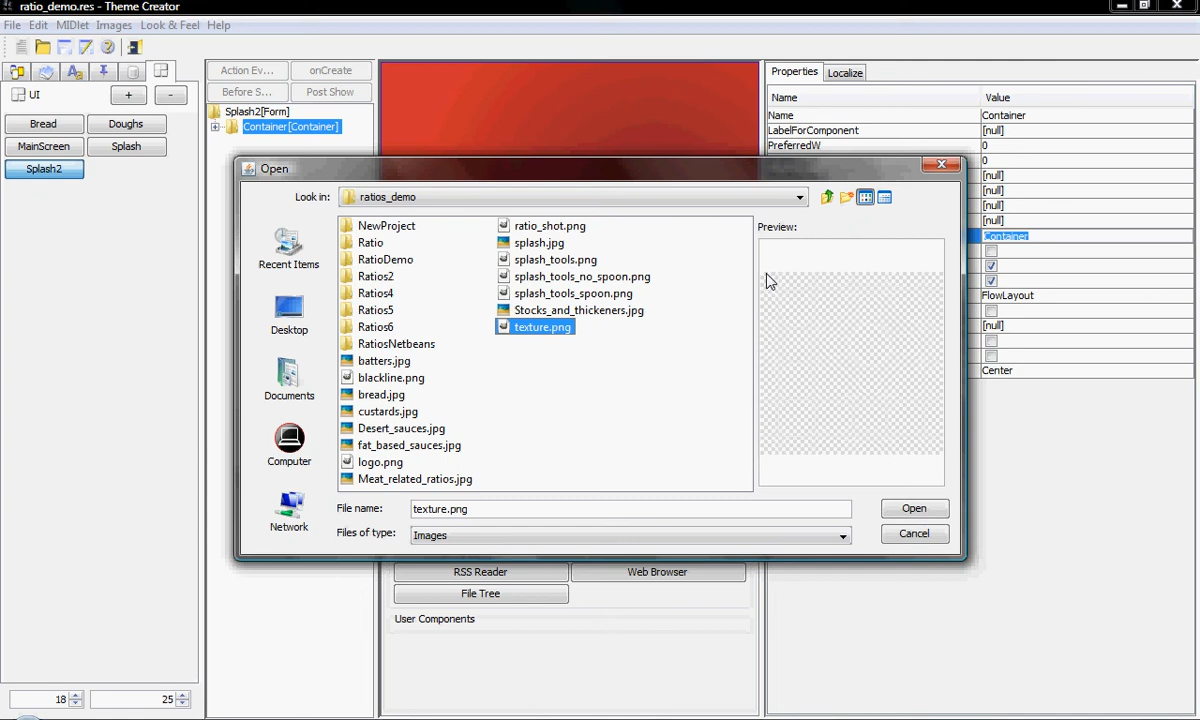 ratio_demo.res - Theme Creator
File Edit MIDlet Images Look & Feel Help
UI
+ -
Bread Doughs
MainScreen Splash
Splash2
18 25
Action Ev... onCreate
Before S... Post Show
Splash2[Form]
Container[Container]
Properties Localize
Name Value
Name Container
LabelForComponent [null]
PreferredW 0
0
[null]
[null]
[null]
[null]
Container
FlowLayout
[null]
Center
Open
Look in: ratios_demo
Recent Items
Desktop
Documents
Computer
Network
NewProject
Ratio
RatioDemo
Ratios2
Ratios4
Ratios5
Ratios6
RatiosNetbeans
batters.jpg
blackline.png
bread.jpg
custards.jpg
Desert_sauces.jpg
fat_based_sauces.jpg
logo.png
Meat_related_ratios.jpg
ratio_shot.png
splash.jpg
splash_tools.png
splash_tools_no_spoon.png
splash_tools_spoon.png
Stocks_and_thickeners.jpg
texture.png
Preview:
File name: texture.png Open
Files of type: Images Cancel
RSS Reader Web Browser
File Tree
User Components